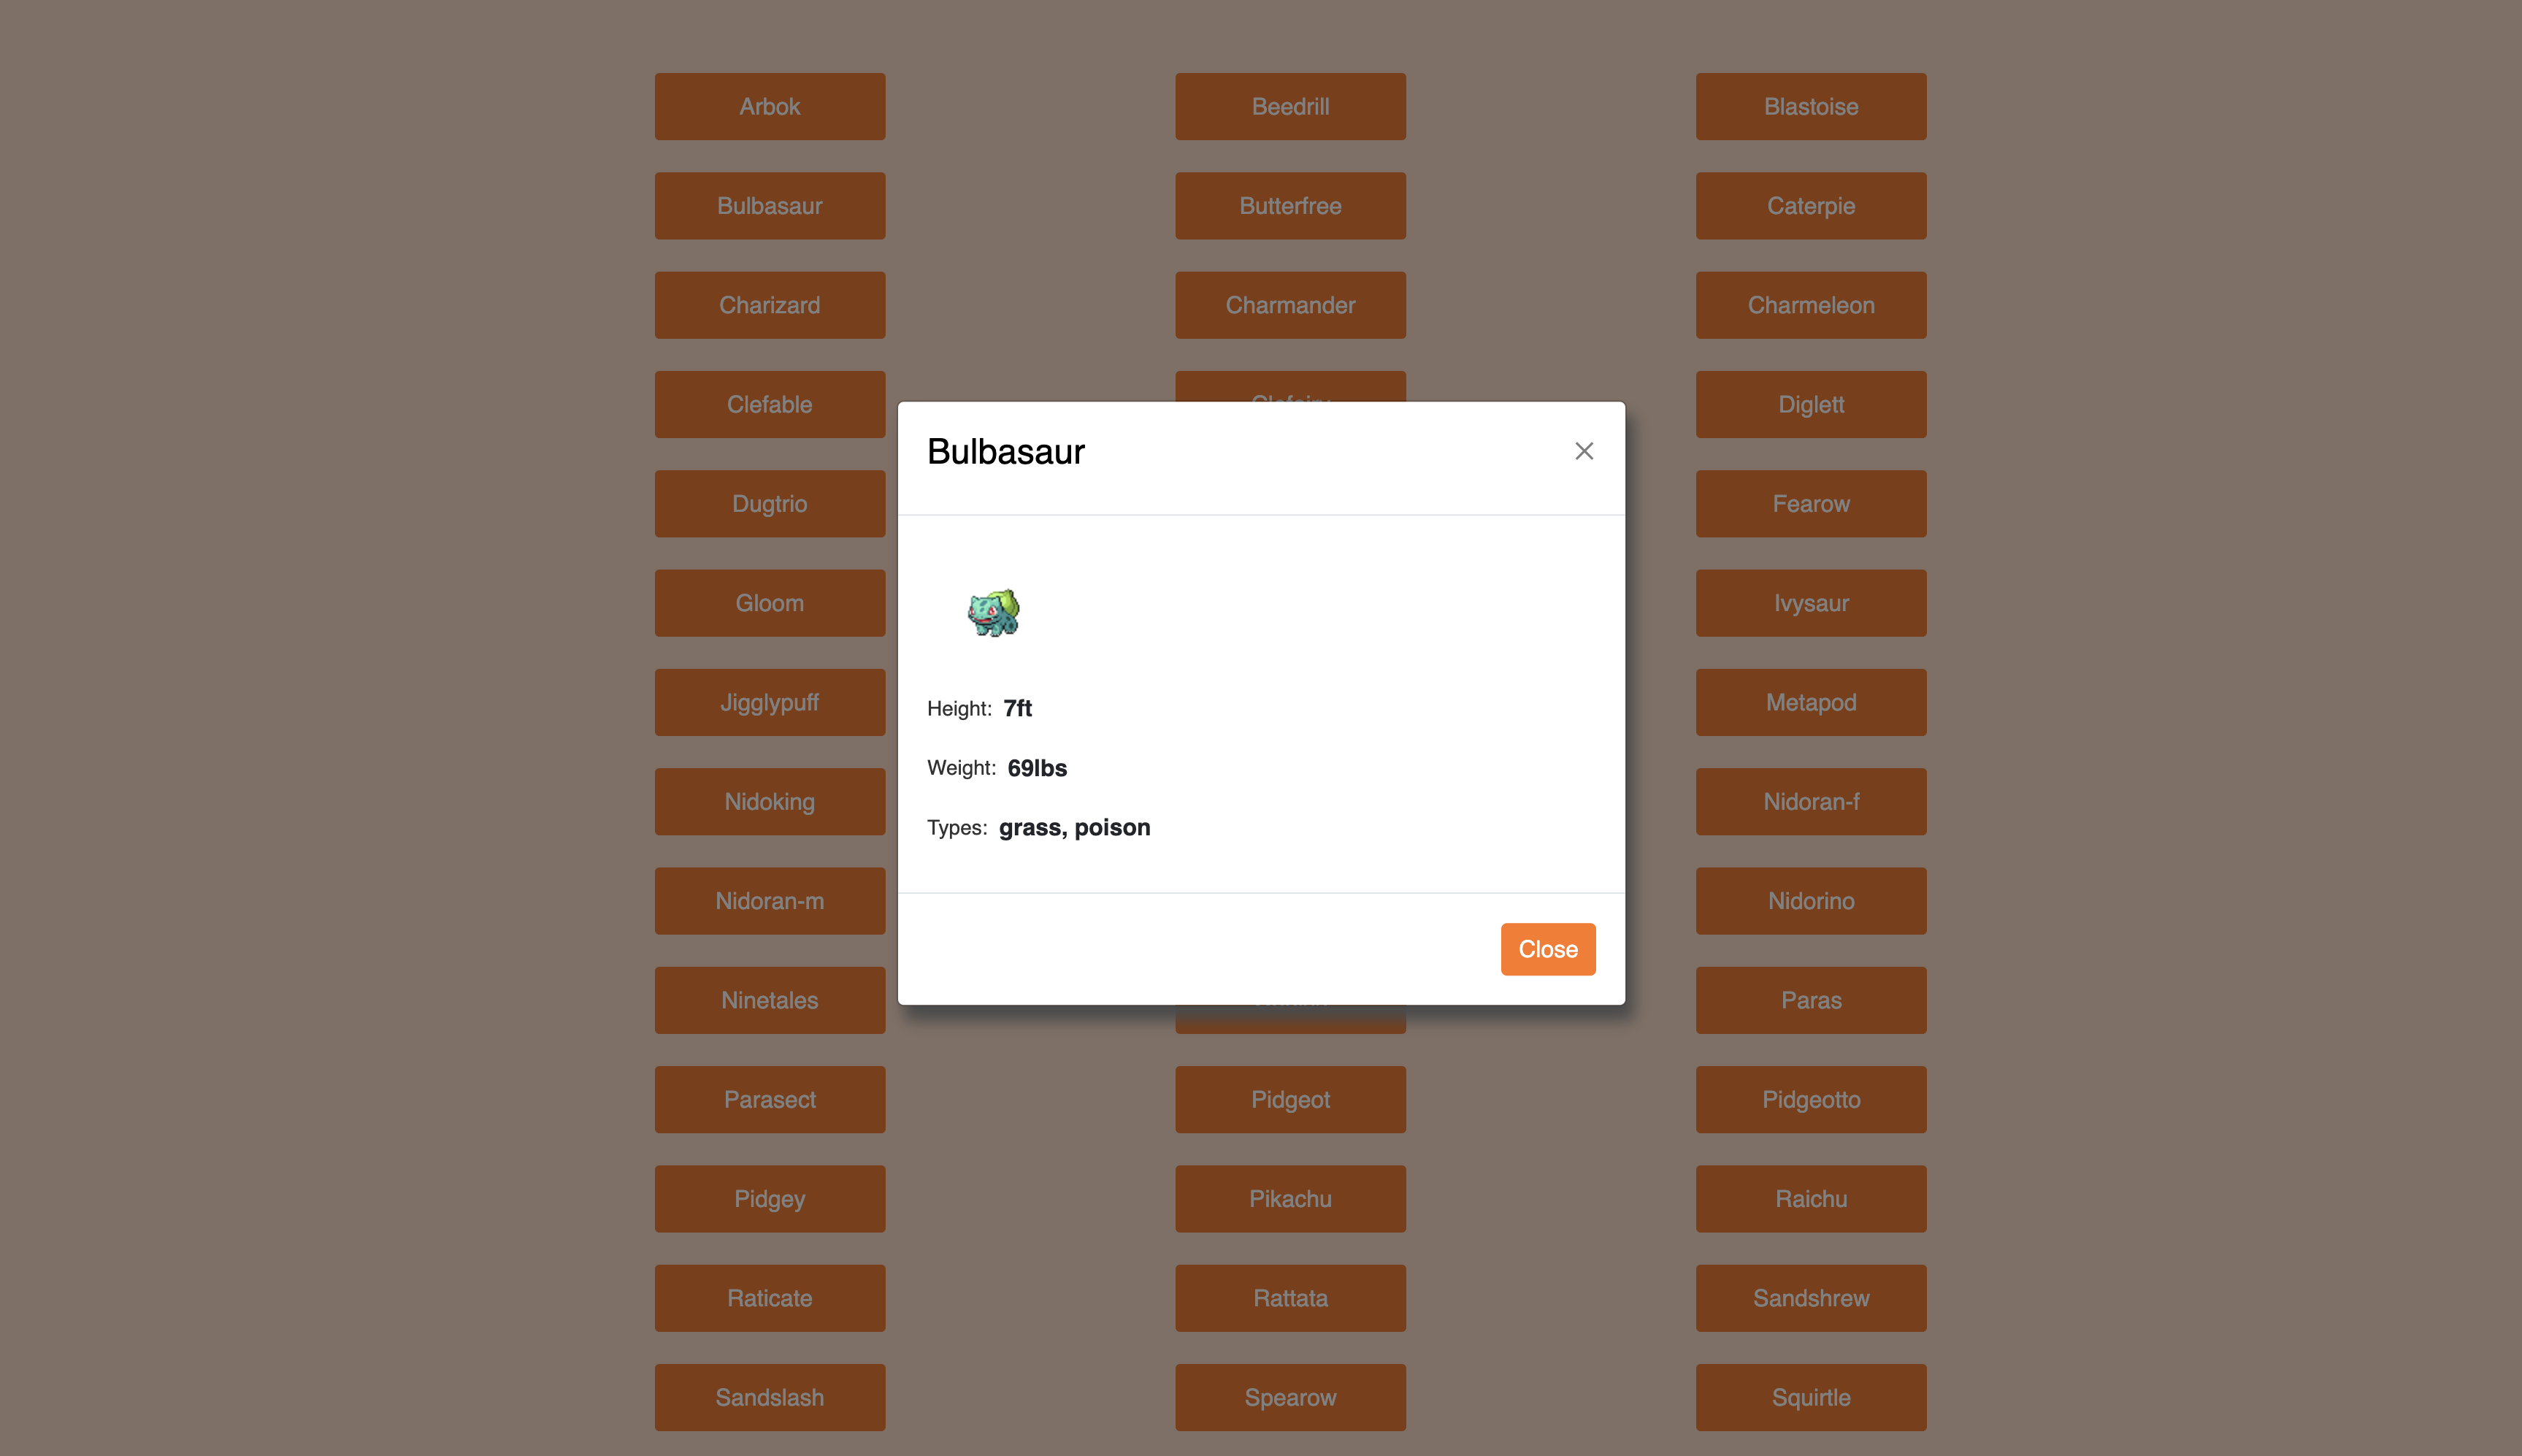 Arbok Beedrill Blastoise
Bulbasaur Butterfree Caterpie
Charizard Charmander Charmeleon
Clefable Diglett
Bulbasaur
Dugtrio Fearow
Gloom Ivysaur
Jigglypuff Metapod
Height: 7ft
Weight: 69lbs
Nidoking Nidoran-f
Types: grass, poison
Nidoran-m Nidorino
Close
Ninetales Paras
Parasect Pidgeot Pidgeotto
Pidgey Pikachu Raichu
Raticate Rattata Sandshrew
Sandslash Spearow Squirtle